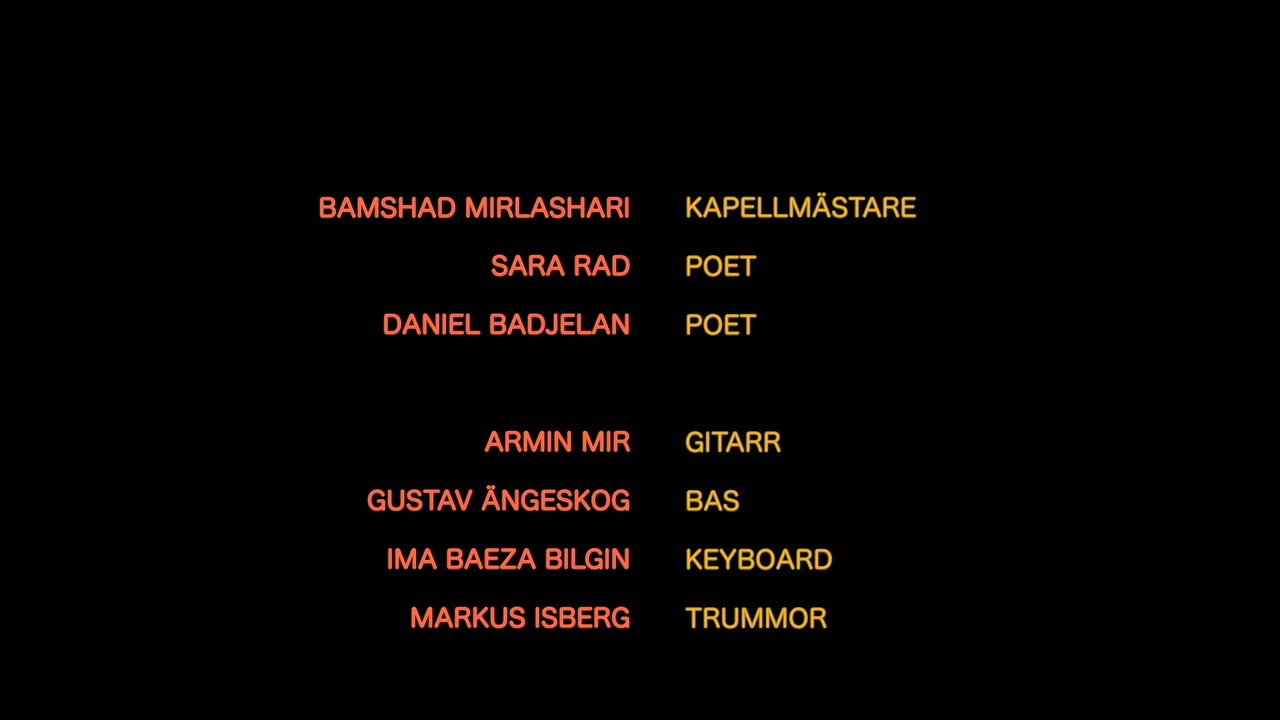 BAMSHAD MIRLASHARI KAPELLMÄSTARE
SARA RAD POET
DANIEL BADJELAN POET
ARMIN MIR GITARR
GUSTAV ÄNGESKOG BAS
IMA BAEZA BILGIN KEYBOARD
MARKUS ISBERG TRUMMOR